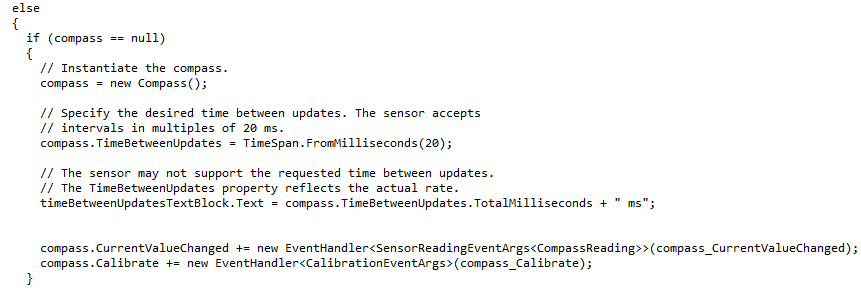 else
{
  if (compass == null)
  {
    // Instantiate the compass.
    compass = new Compass();

    // Specify the desired time between updates. The sensor accepts
    // intervals in multiples of 20 ms.
    compass.TimeBetweenUpdates = TimeSpan.FromMilliseconds(20);

    // The sensor may not support the requested time between updates.
    // The TimeBetweenUpdates property reflects the actual rate.
    timeBetweenUpdatesTextBlock.Text = compass.TimeBetweenUpdates.TotalMilliseconds + " ms";


    compass.CurrentValueChanged += new EventHandler<SensorReadingEventArgs<CompassReading>>(compass_CurrentValueChanged);
    compass.Calibrate += new EventHandler<CalibrationEventArgs>(compass_Calibrate);
  }